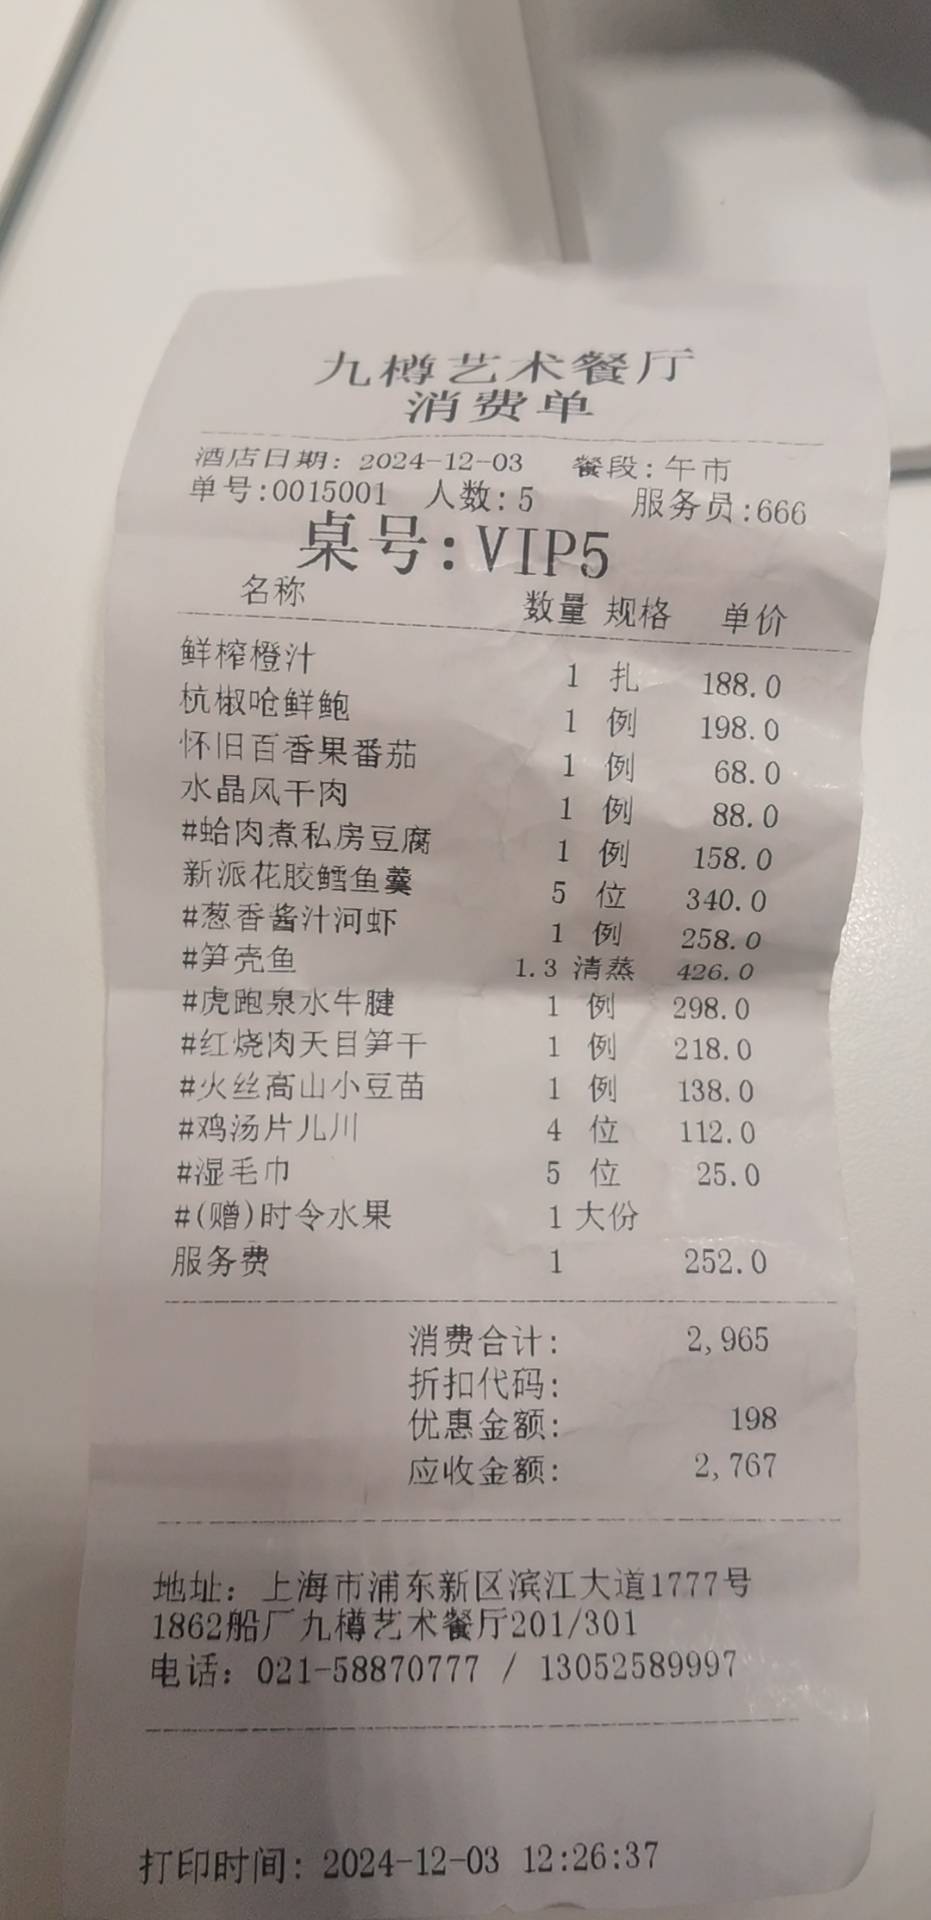 九樽艺术餐厅
消费单
酒店日期: 2024-12-03 餐段:午市
单号:0015001 人数:5 服务员:666
桌号:VIP5
名称 数量 规格 单价
鲜榨橙汁 1 扎 188.0
杭椒呛鲜鲍 1 例 198.0
怀旧百香果番茄 1 例 68.0
水晶风干肉 1 例 88.0
#蛤肉煮私房豆腐 1 例 158.0
新派花胶鳕鱼羹 5 位 340.0
#葱香酱汁河虾 1 例 258.0
#笋壳鱼 1.3 清蒸 426.0
#虎跑泉水牛腱 1 例 298.0
#红烧肉天目笋干 1 例 218.0
#火丝高山小豆苗 1 例 138.0
#鸡汤片儿川 4 位 112.0
#湿毛巾 5 位 25.0
#(赠)时令水果 1 大份
服务费 1 252.0
消费合计: 2,965
折扣代码:
优惠金额: 198
应收金额: 2,767
地址: 上海市浦东新区滨江大道1777号
1862船厂九樽艺术餐厅201/301
电话: 021-58870777 / 13052589997
打印时间: 2024-12-03 12:26:37